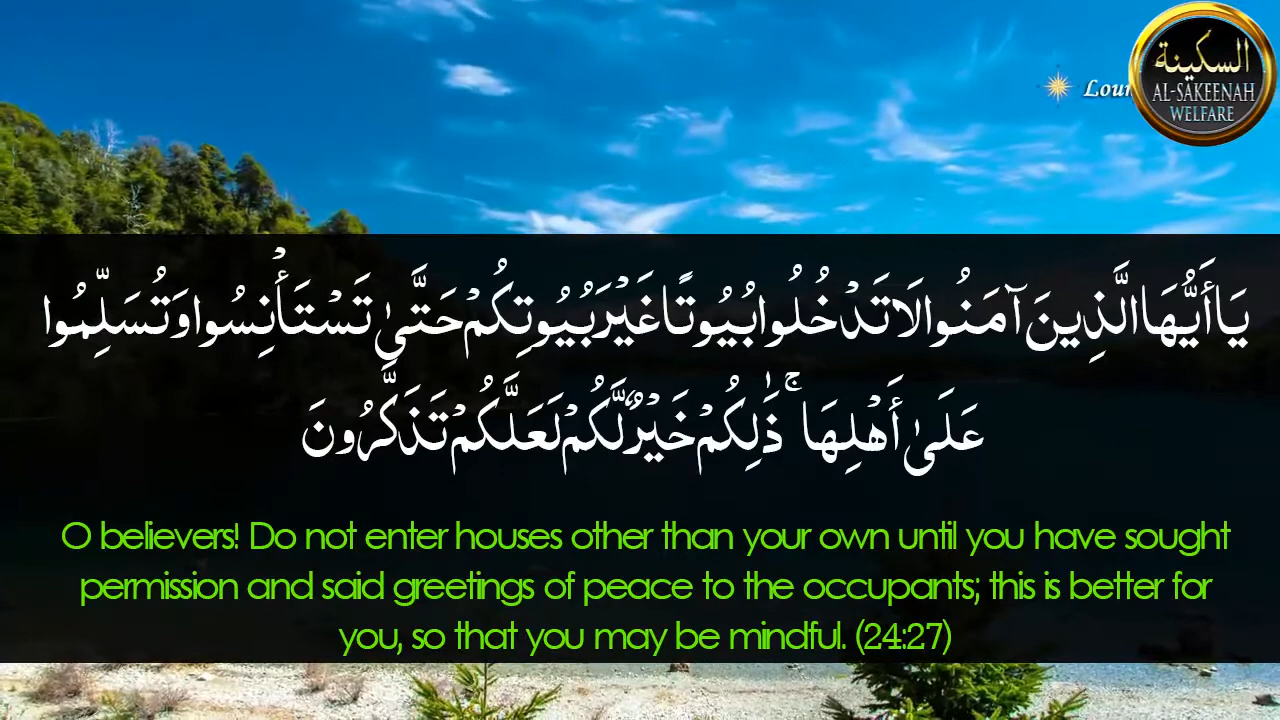 السكينة
AL-SAKEENAH
WELFARE
يَا أَيُّهَا الَّذِينَ آمَنُوا لَا تَدْخُلُوا بُيُوتًا غَيْرَ بُيُوتِكُمْ حَتَّىٰ تَسْتَأْنِسُوا وَتُسَلِّمُوا
عَلَىٰ أَهْلِهَا ۚ ذَٰلِكُمْ خَيْرٌ لَّكُمْ لَعَلَّكُمْ تَذَكَّرُونَ
O believers! Do not enter houses other than your own until you have sought
permission and said greetings of peace to the occupants; this is better for
you, so that you may be mindful. (24:27)